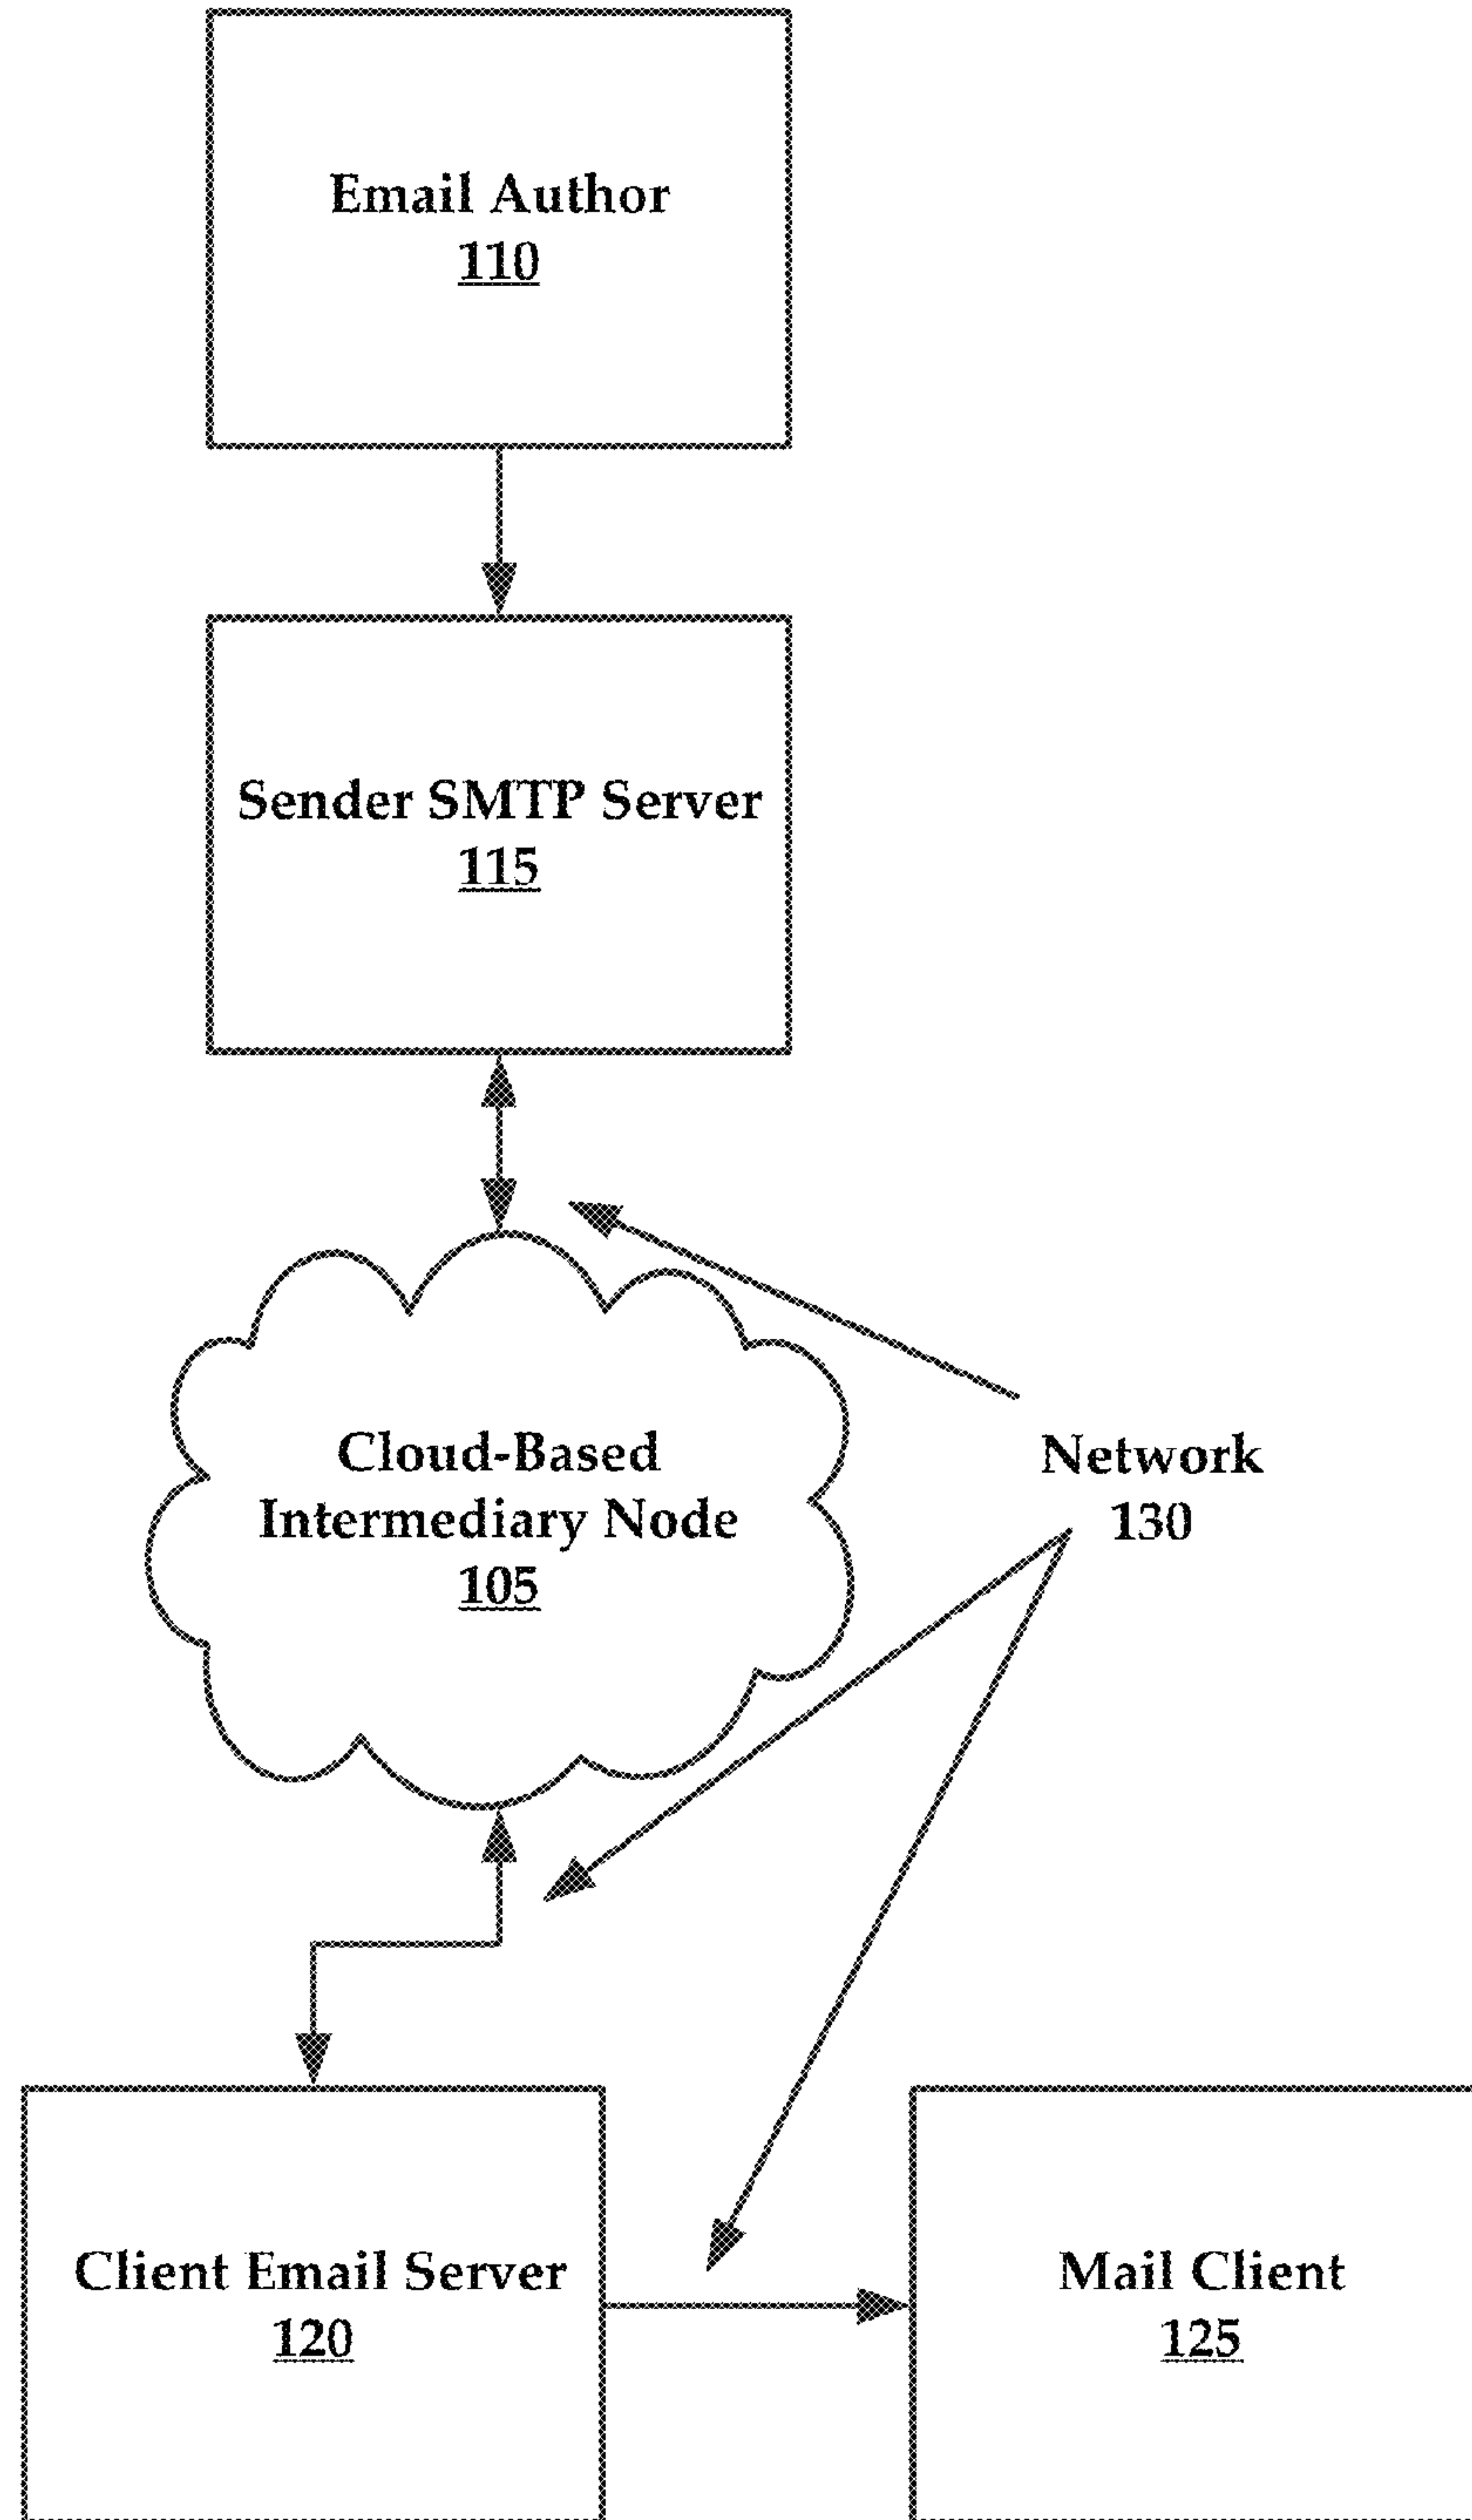 Email Author
110
Sender SMTP Server
115
Cloud-Based
Intermediary Node
105
Network
130
Client Email Server
120
Mail Client
125